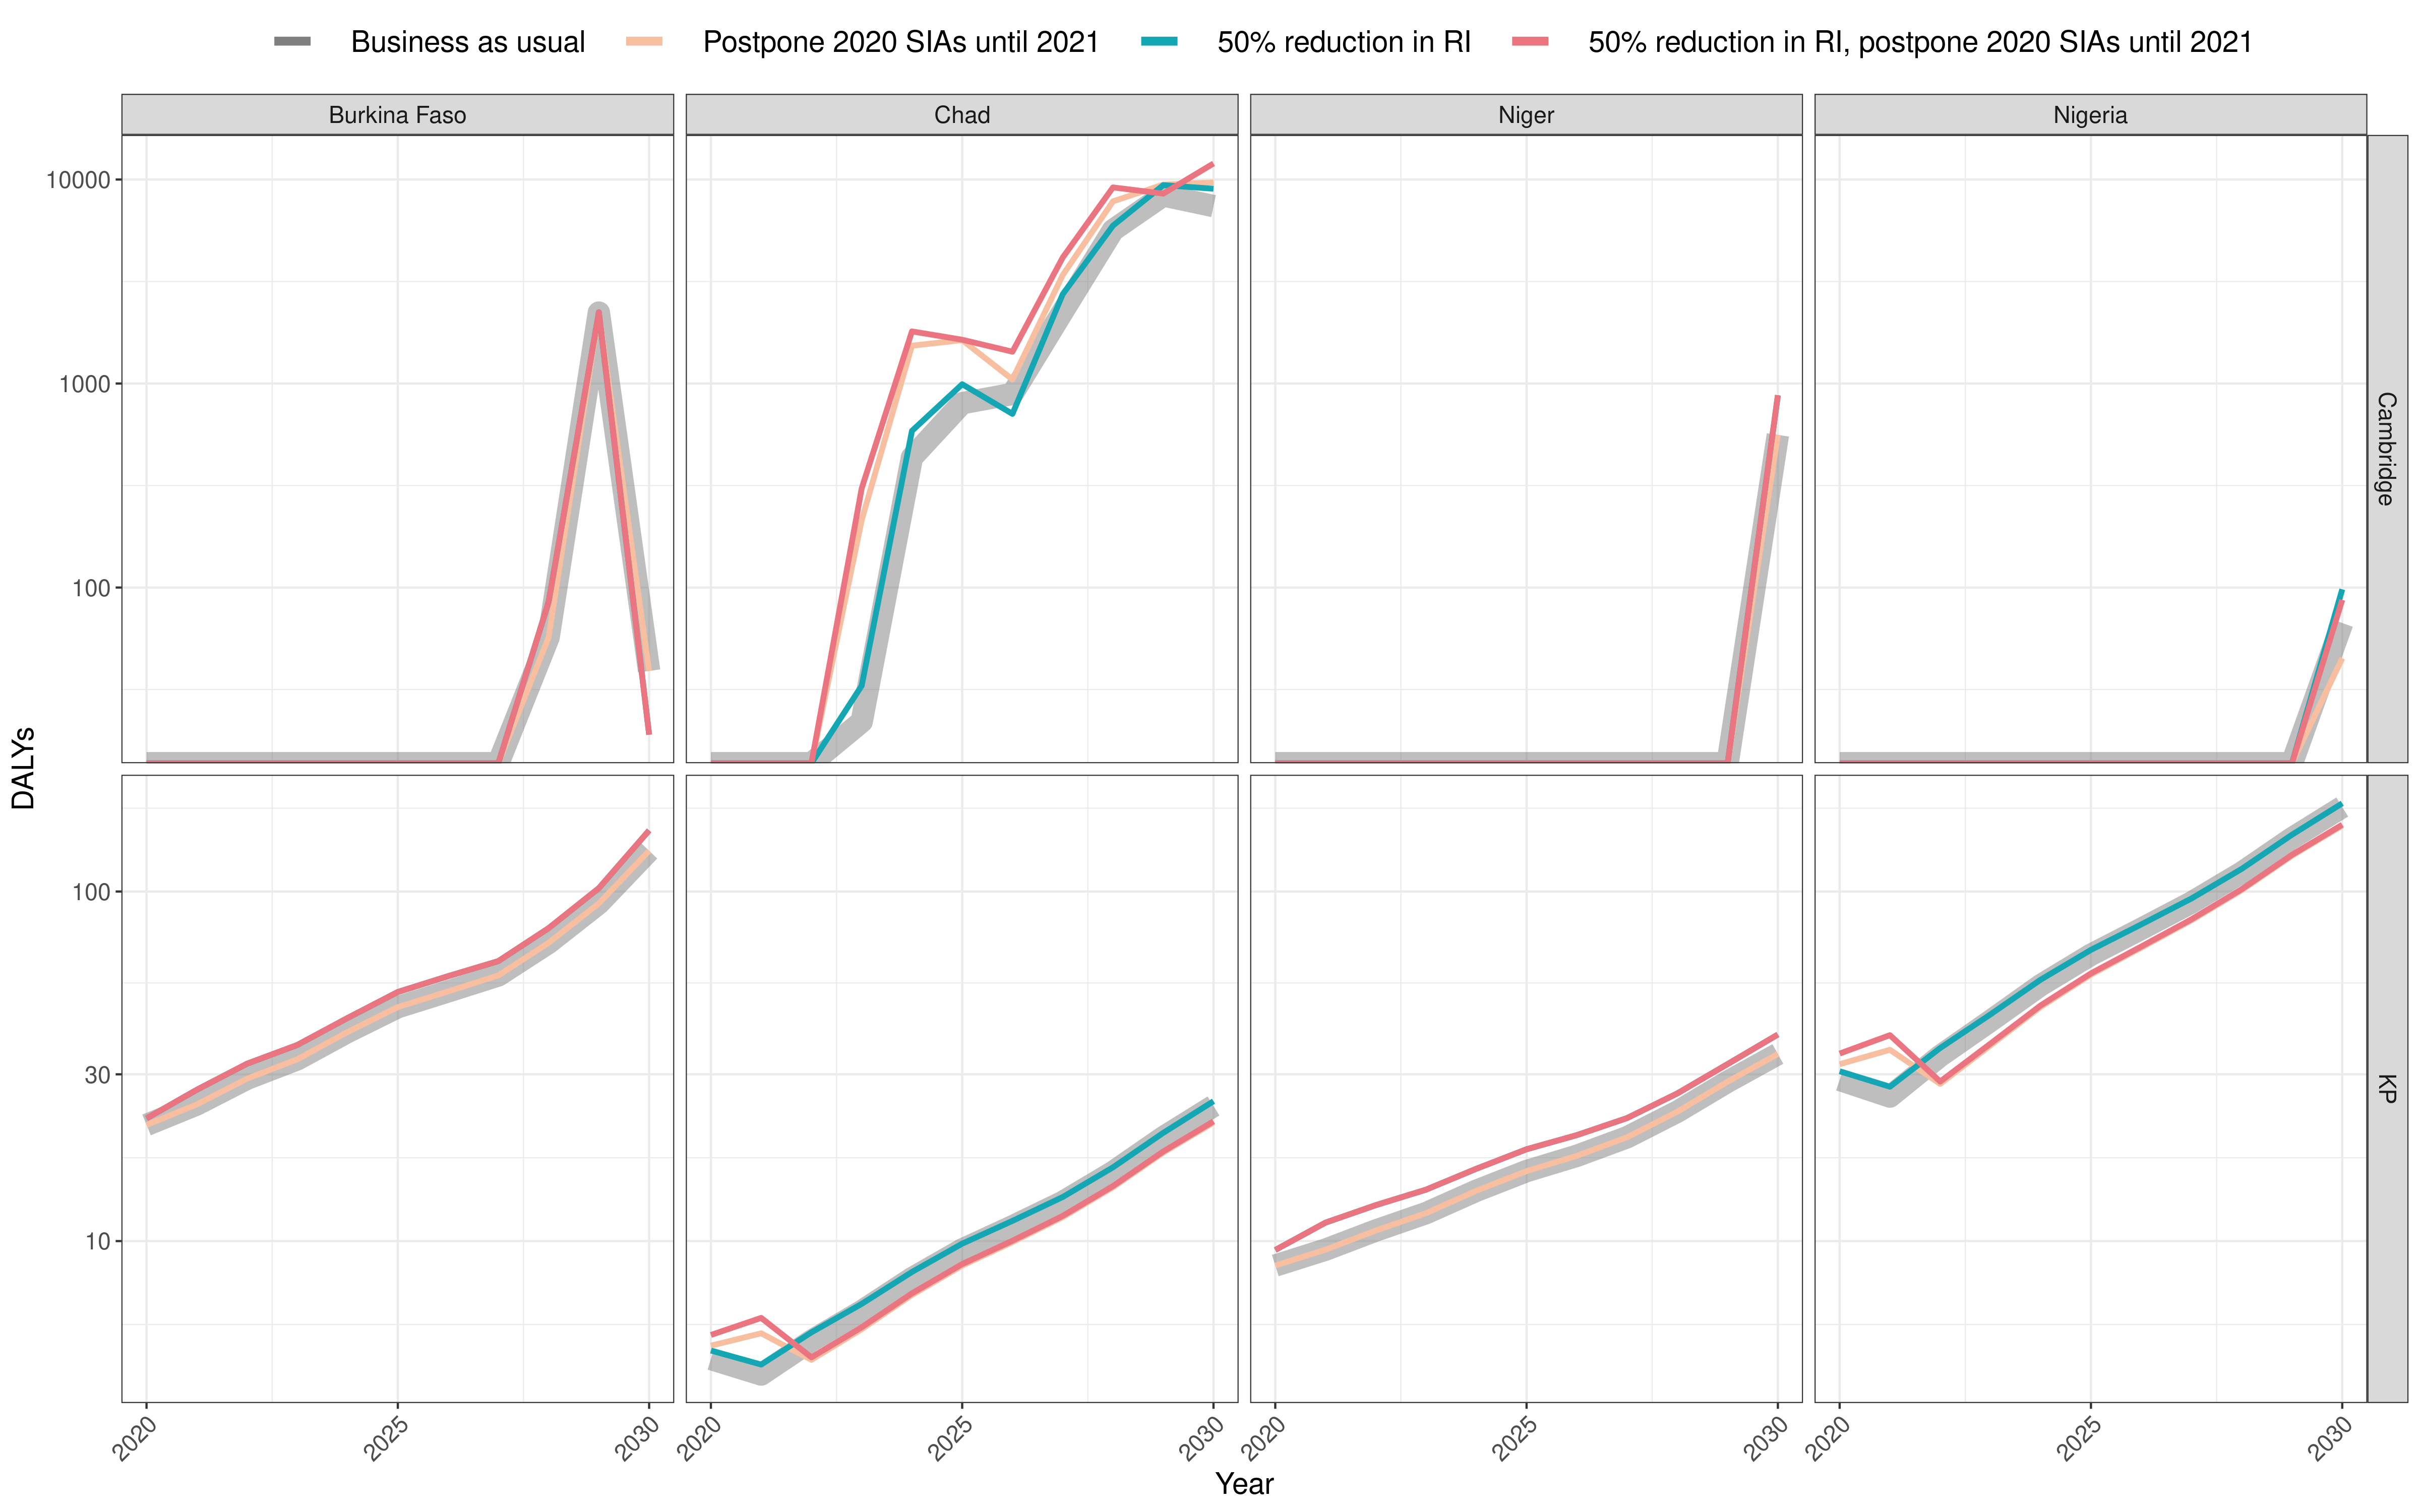 Business as usual  Postpone 2020 SIAs until 2021  50% reduction in RI  50% reduction in RI, postpone 2020 SIAs until 2021
Burkina Faso  Chad  Niger  Nigeria
10000
1000
100
Cambridge
DALYs
100
30
10
KP
2020  2025  2030  2020  2025  2030  2020  2025  2030  2020  2025  2030
Year